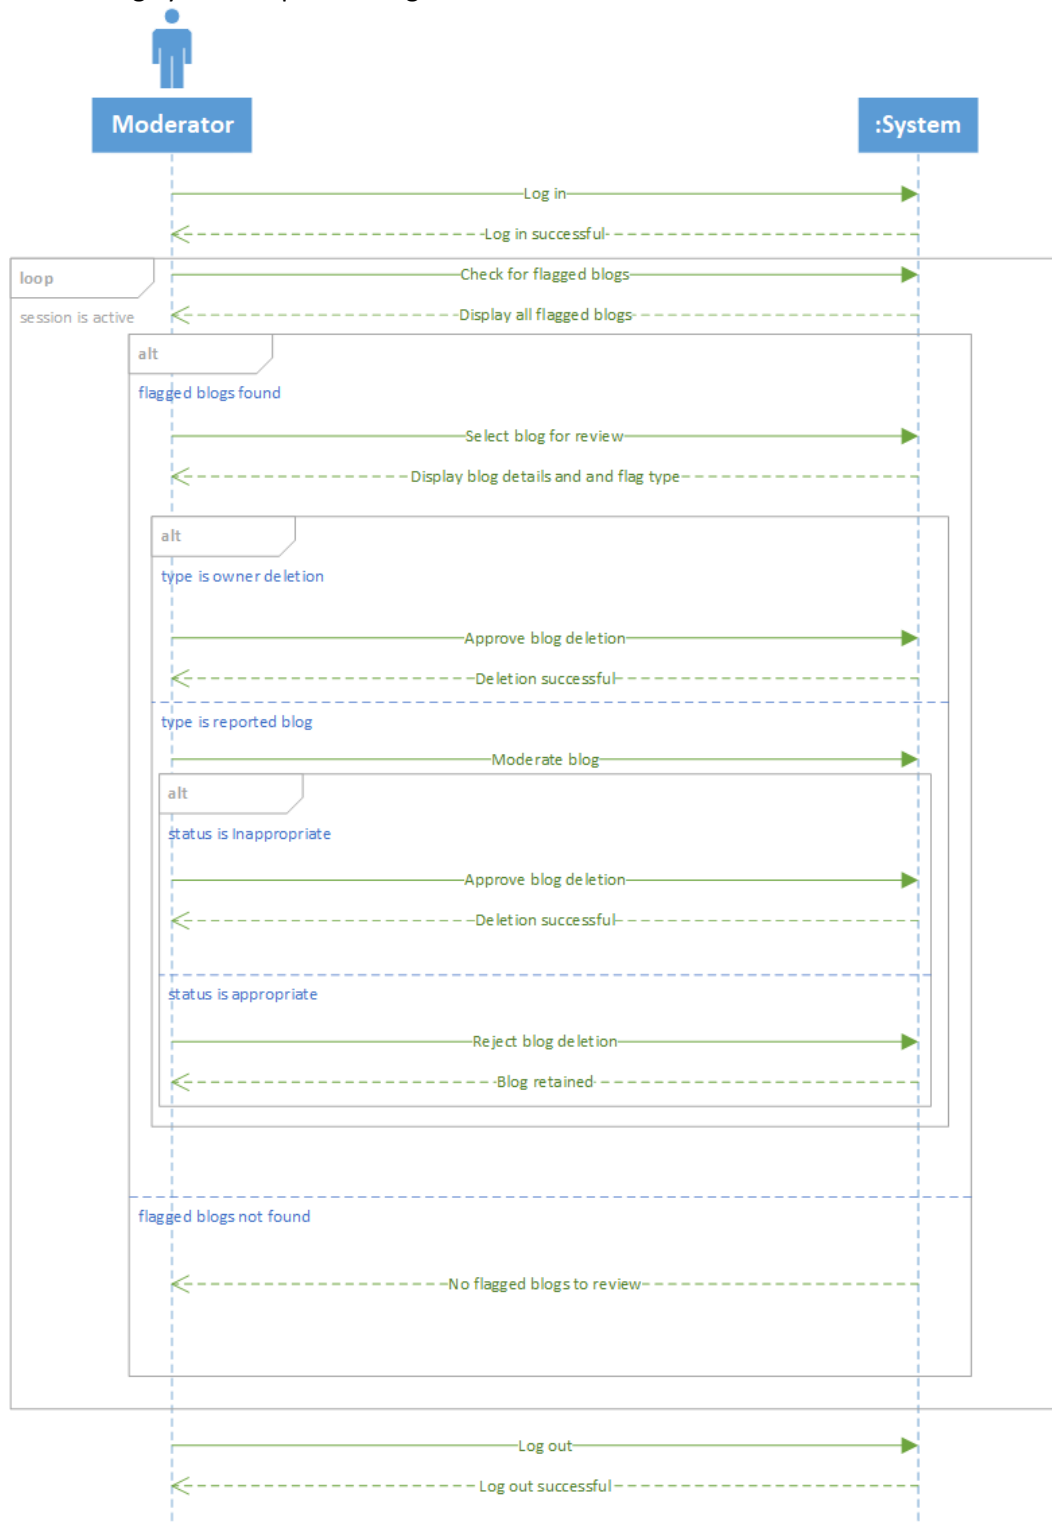 Moderator
:System
Log in
Log in successful
loop
Check for flagged blogs
session is active
Display all flagged blogs
alt
flagged blogs found
Select blog for review
Display blog details and and flag type
alt
type is owner deletion
Approve blog deletion
Deletion successful
type is reported blog
Moderate blog
alt
status is Inappropriate
Approve blog deletion
Deletion successful
status is appropriate
Reject blog deletion
Blog retained
flagged blogs not found
No flagged blogs to review
Log out
Log out successful